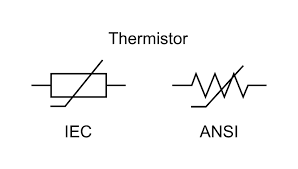 Thermistor
IEC
ANSI